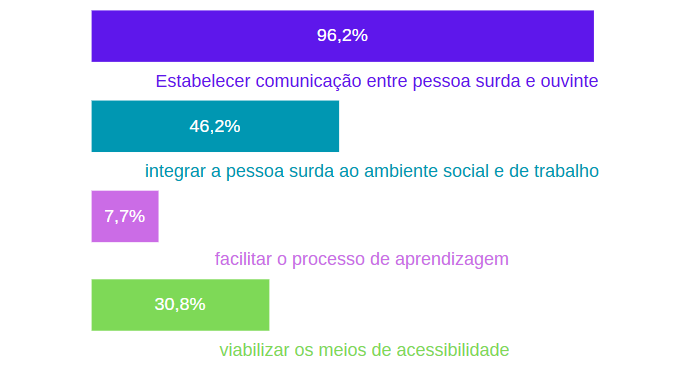 96,2%
Estabelecer comunicação entre pessoa surda e ouvinte
46,2%
integrar a pessoa surda ao ambiente social e de trabalho
7,7%
facilitar o processo de aprendizagem
30,8%
viabilizar os meios de acessibilidade